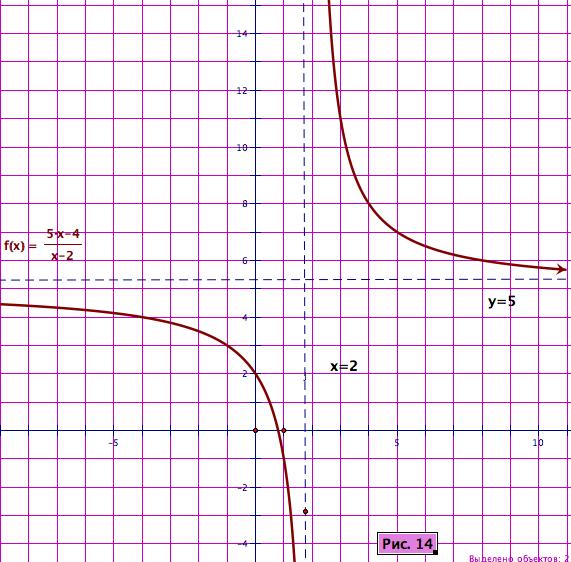 14
12
10
8
f(x) = 5·x−4
x−2
6
y=5
4
x=2
2
-5 5 10
-2
-4
Рис. 14
Выделено объектов: 2